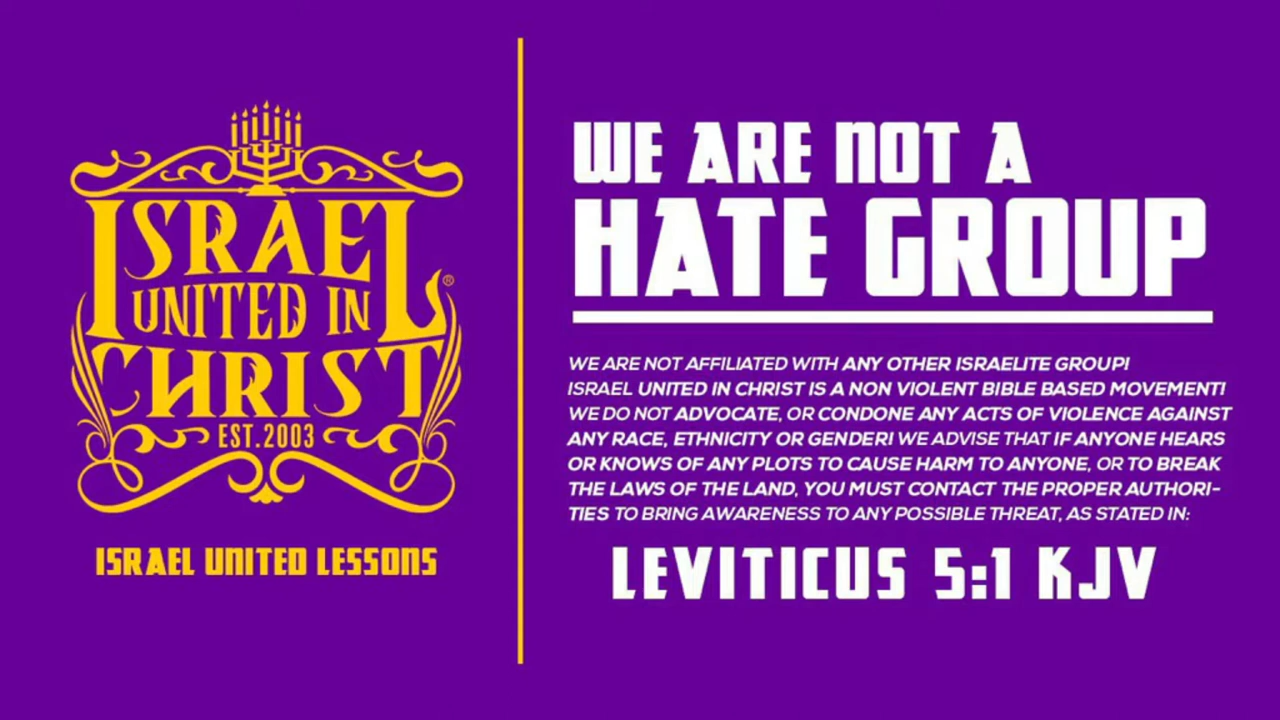 ISRAEL
UNITED IN
CHRIST
®
EST. 2003
ISRAEL UNITED LESSONS
WE ARE NOT A
HATE GROUP
WE ARE NOT AFFILIATED WITH ANY OTHER ISRAELITE GROUP!
ISRAEL UNITED IN CHRIST IS A NON VIOLENT BIBLE BASED MOVEMENT!
WE DO NOT ADVOCATE, OR CONDONE ANY ACTS OF VIOLENCE AGAINST
ANY RACE, ETHNICITY OR GENDER! WE ADVISE THAT IF ANYONE HEARS
OR KNOWS OF ANY PLOTS TO CAUSE HARM TO ANYONE, OR TO BREAK
THE LAWS OF THE LAND, YOU MUST CONTACT THE PROPER AUTHORI-
TIES TO BRING AWARENESS TO ANY POSSIBLE THREAT, AS STATED IN:
LEVITICUS 5:1 KJV